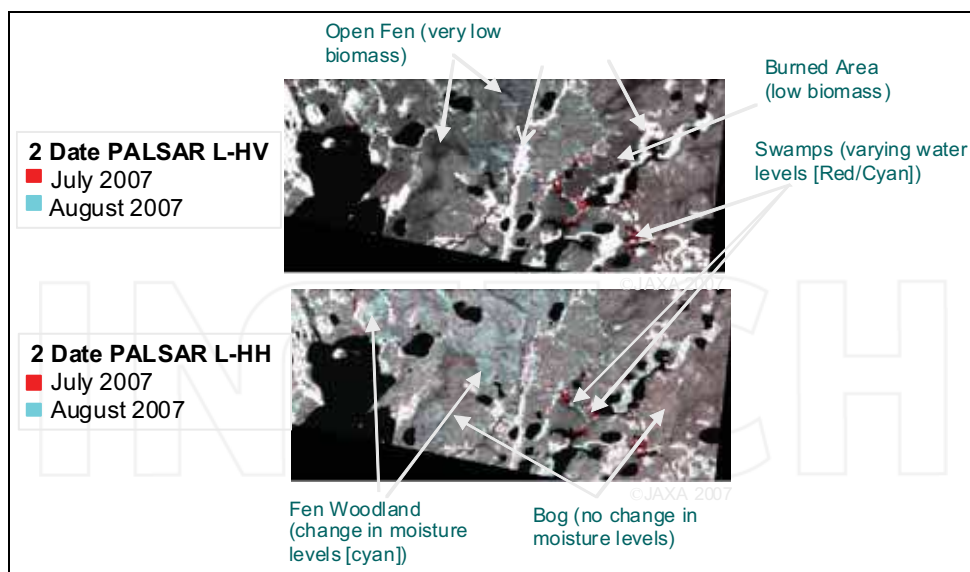 Open Fen (very low
biomass)
Burned Area
(low biomass)
2 Date PALSAR L-HV
July 2007
August 2007
Swamps (varying water
levels [Red/Cyan])
©JAXA 2007
2 Date PALSAR L-HH
July 2007
August 2007
©JAXA 2007
Fen Woodland
(change in moisture
levels [cyan])
Bog (no change in
moisture levels)
INTECH